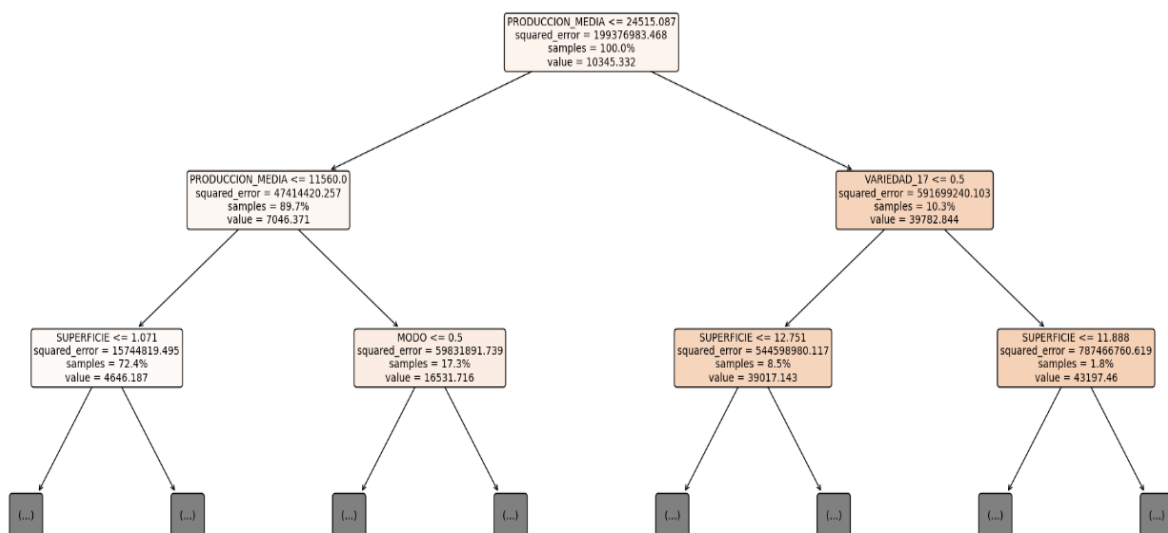 PRODUCCION_MEDIA <= 24515.087
squared_error = 199376983.468
samples = 100.0%
value = 10345.332
PRODUCCION_MEDIA <= 11560.0
squared_error = 47414420.257
samples = 89.7%
value = 7046.371
VARIEDAD_17 <= 0.5
squared_error = 591699240.103
samples = 10.3%
value = 39782.844
SUPERFICIE <= 1.071
squared_error = 15744819.495
samples = 72.4%
value = 4646.187
MODO <= 0.5
squared_error = 59831891.739
samples = 17.3%
value = 16531.716
SUPERFICIE <= 12.751
squared_error = 544598980.117
samples = 8.5%
value = 39017.143
SUPERFICIE <= 11.888
squared_error = 787466760.619
samples = 1.8%
value = 43197.46
(...)
(...)
(...)
(...)
(...)
(...)
(...)
(...)